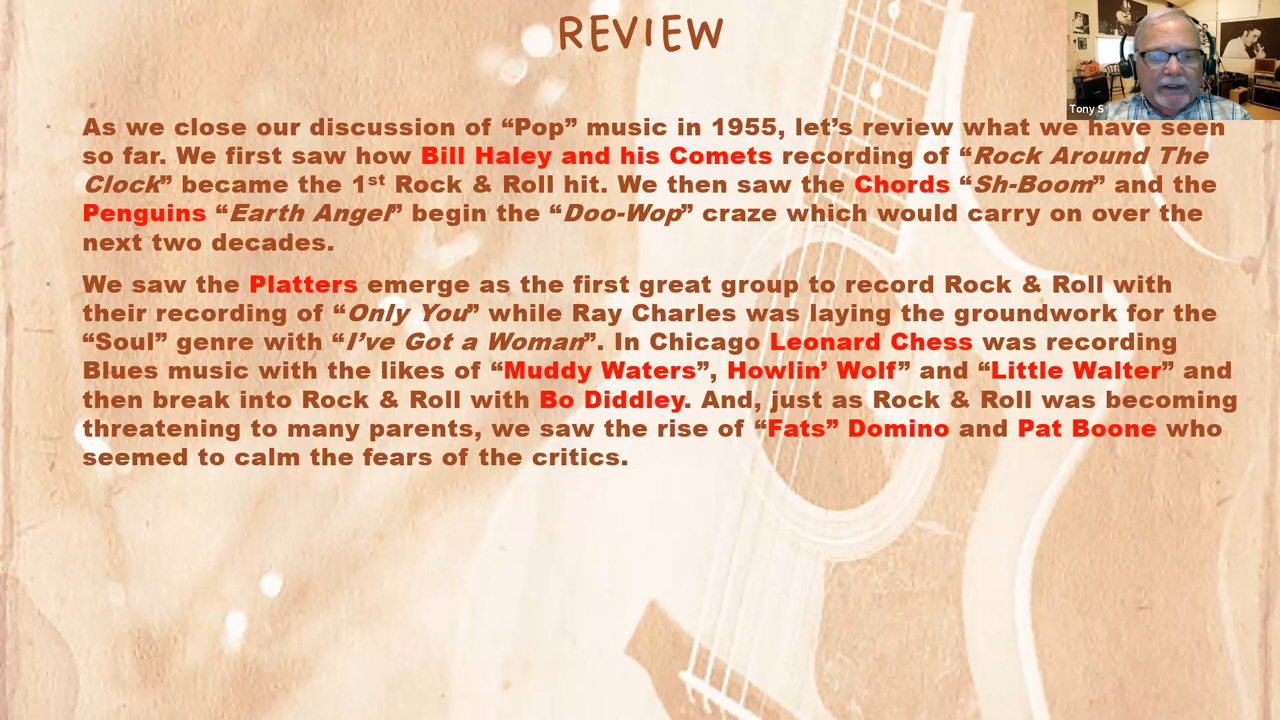 REVIEW
Tony S
As we close our discussion of “Pop” music in 1955, let’s review what we have seen
so far. We first saw how Bill Haley and his Comets recording of “Rock Around The
Clock” became the 1st Rock & Roll hit. We then saw the Chords “Sh-Boom” and the
Penguins “Earth Angel” begin the “Doo-Wop” craze which would carry on over the
next two decades.
We saw the Platters emerge as the first great group to record Rock & Roll with
their recording of “Only You” while Ray Charles was laying the groundwork for the
“Soul” genre with “I’ve Got a Woman”. In Chicago Leonard Chess was recording
Blues music with the likes of “Muddy Waters”, Howlin’ Wolf” and “Little Walter” and
then break into Rock & Roll with Bo Diddley. And, just as Rock & Roll was becoming
threatening to many parents, we saw the rise of “Fats” Domino and Pat Boone who
seemed to calm the fears of the critics.